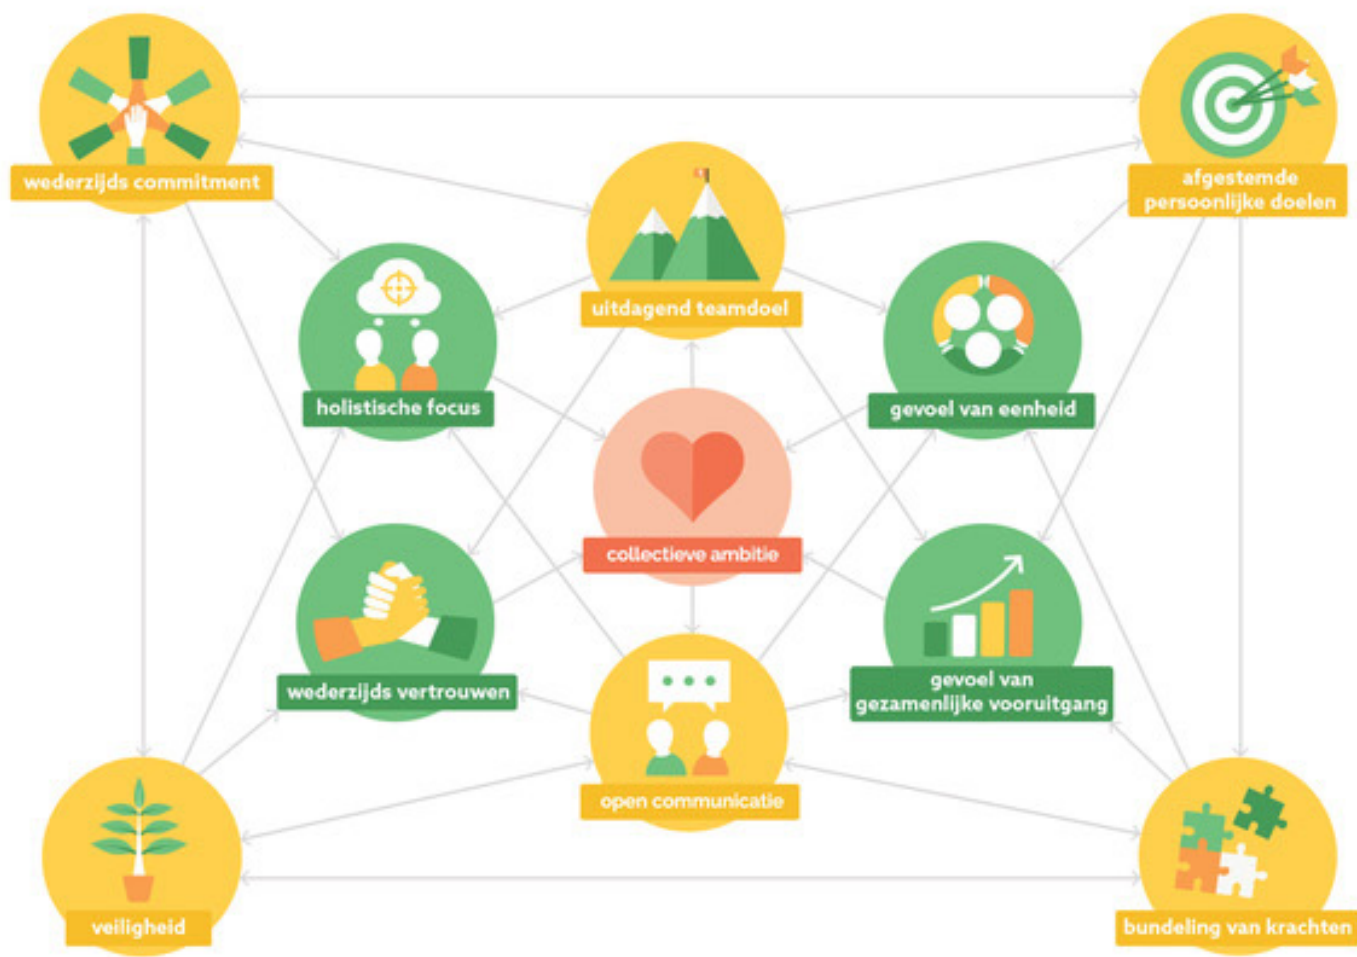 wederzijds commitment
afgestemde
persoonlijke doelen
uitdagend teamdoel
holistische focus
gevoel van eenheid
collectieve ambitie
wederzijds vertrouwen
gevoel van
gezamenlijke vooruitgang
open communicatie
veiligheid
bundeling van krachten